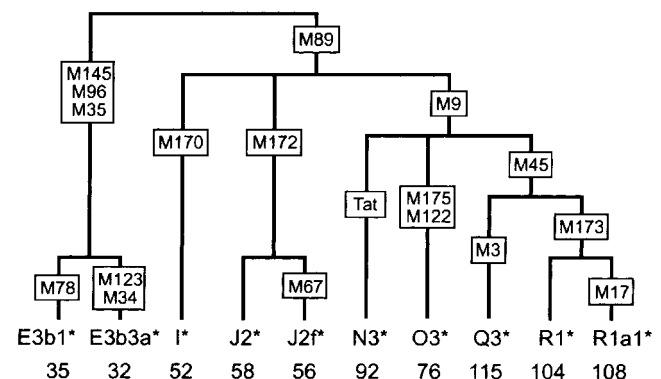 M89
M145
M96
M35
M9
M170
M172
M45
Tat
M175
M122
M3
M173
M78
M123
M34
M67
M17
E3b1* E3b3a* I* J2* J2f* N3* O3* Q3* R1* R1a1*
35 32 52 58 56 92 76 115 104 108